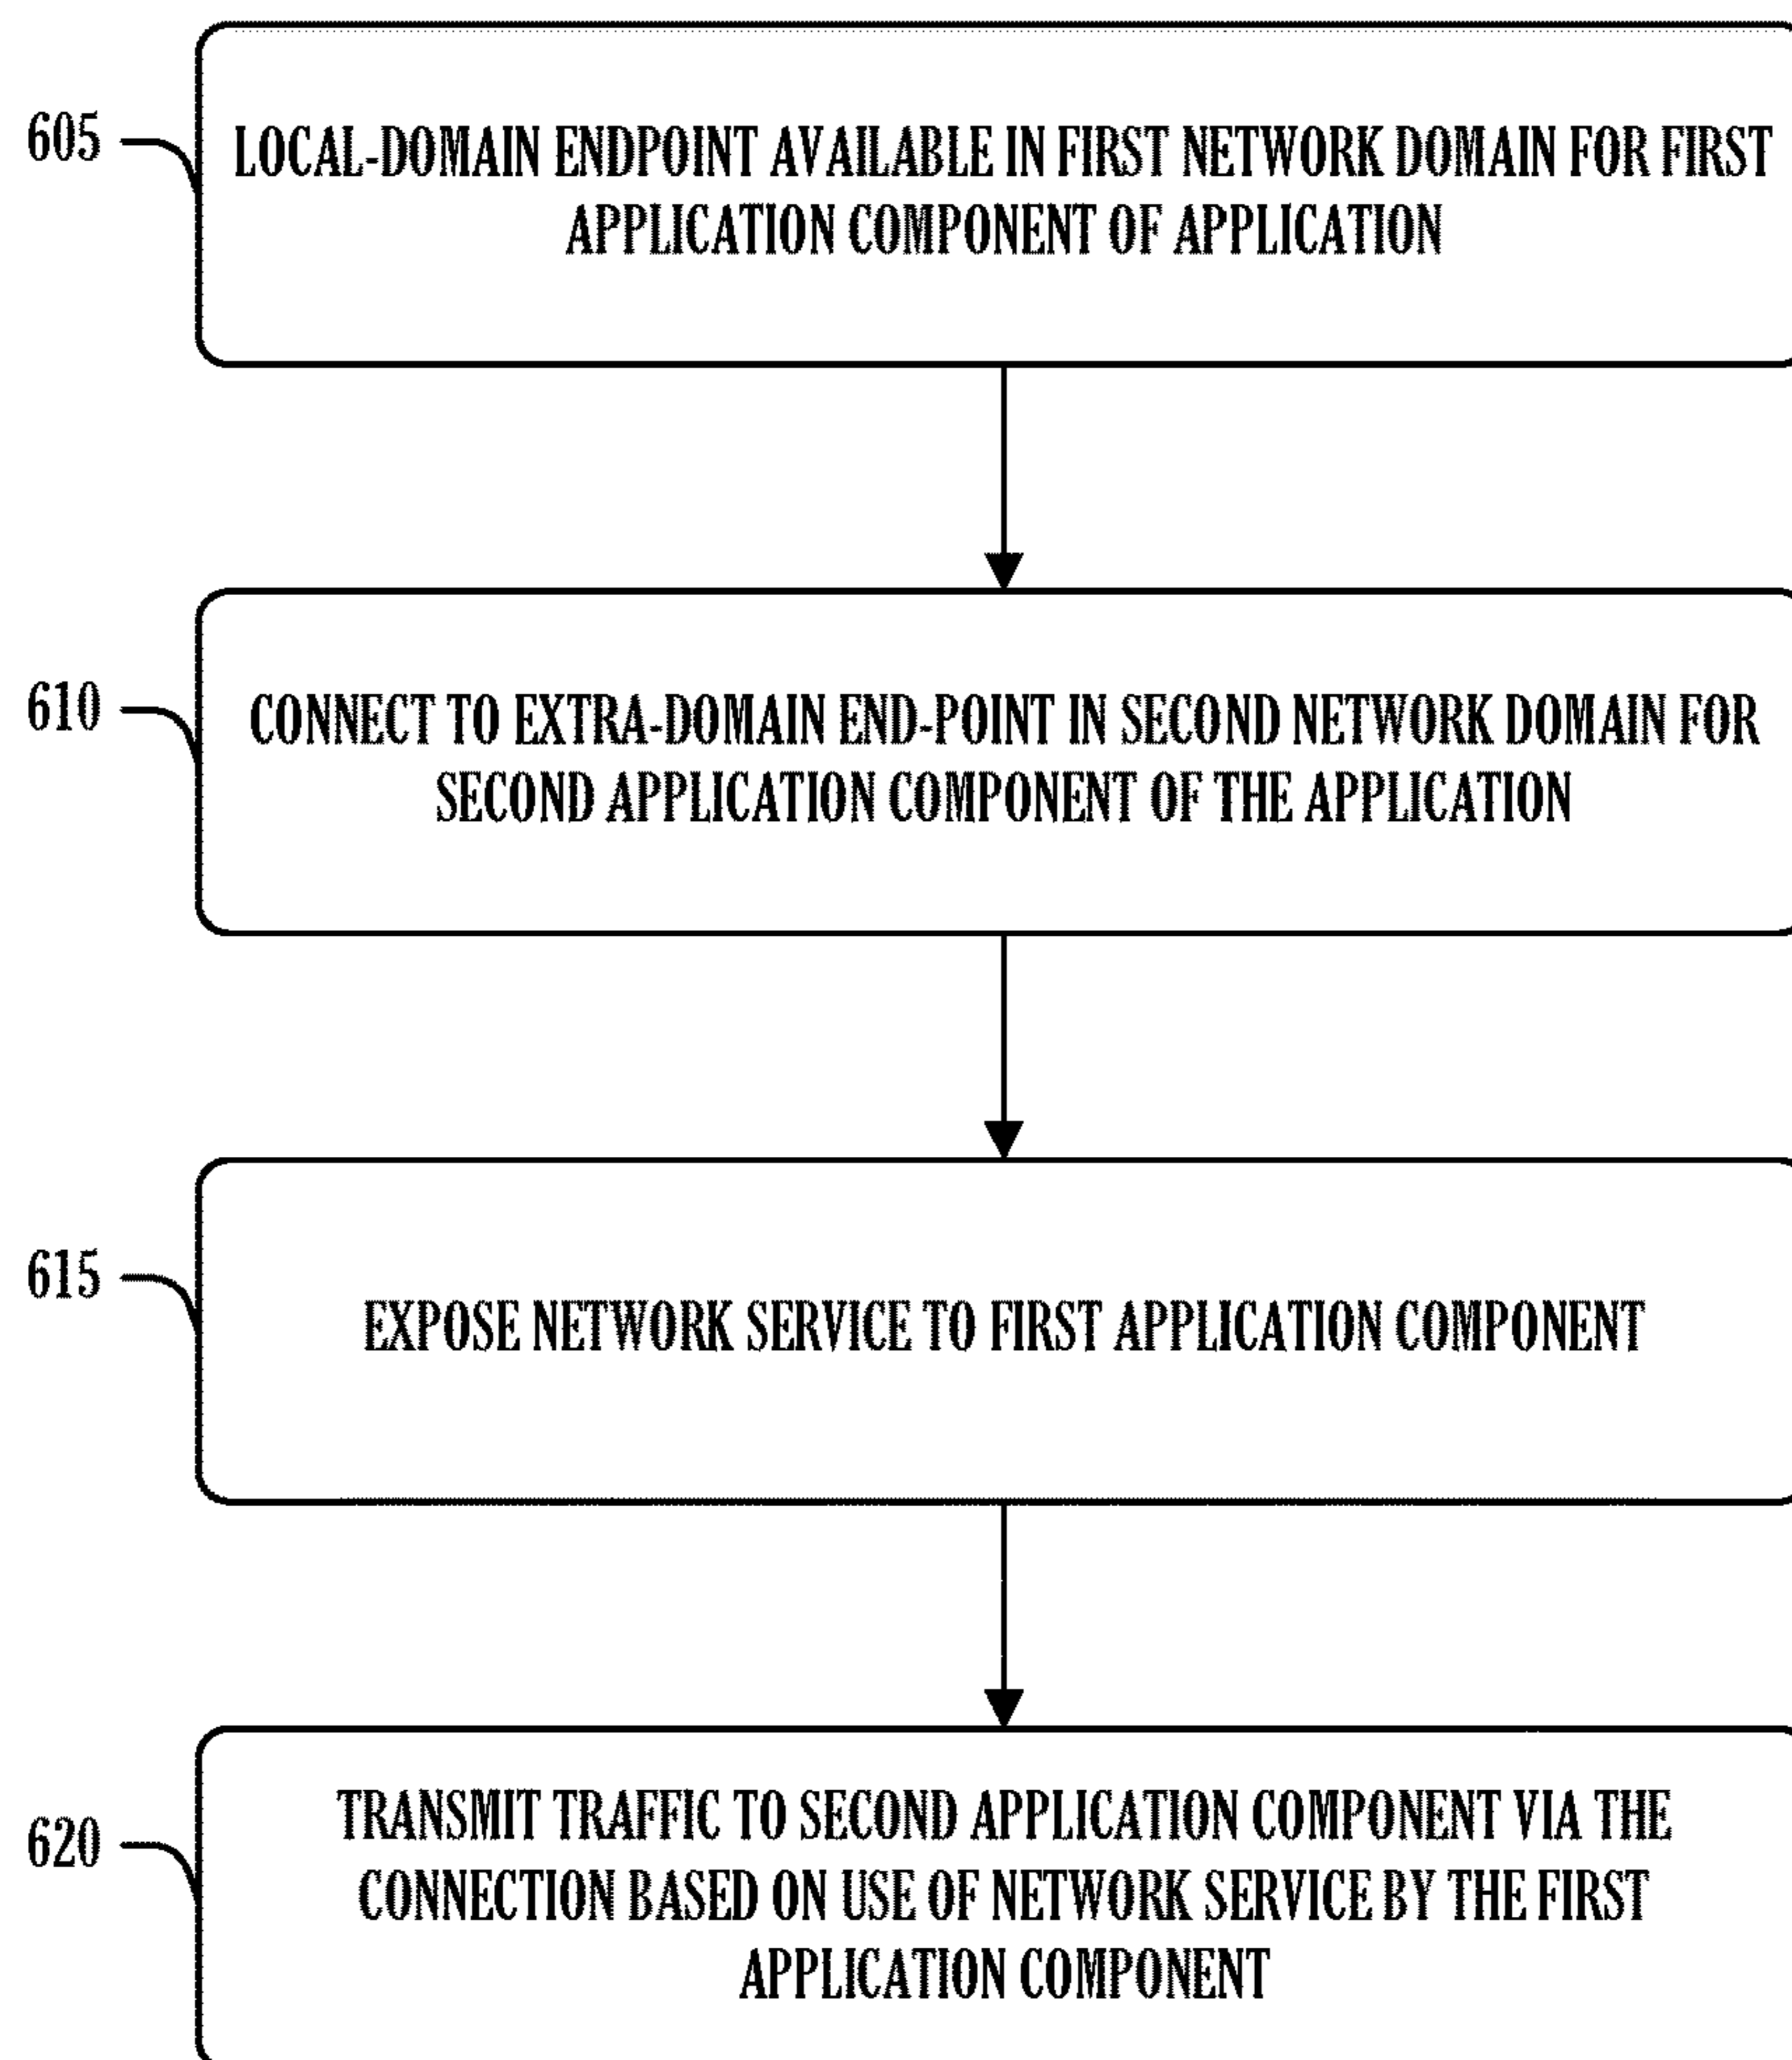 605
LOCAL-DOMAIN ENDPOINT AVAILABLE IN FIRST NETWORK DOMAIN FOR FIRST
APPLICATION COMPONENT OF APPLICATION
610
CONNECT TO EXTRA-DOMAIN END-POINT IN SECOND NETWORK DOMAIN FOR
SECOND APPLICATION COMPONENT OF THE APPLICATION
615
EXPOSE NETWORK SERVICE TO FIRST APPLICATION COMPONENT
620
TRANSMIT TRAFFIC TO SECOND APPLICATION COMPONENT VIA THE
CONNECTION BASED ON USE OF NETWORK SERVICE BY THE FIRST
APPLICATION COMPONENT